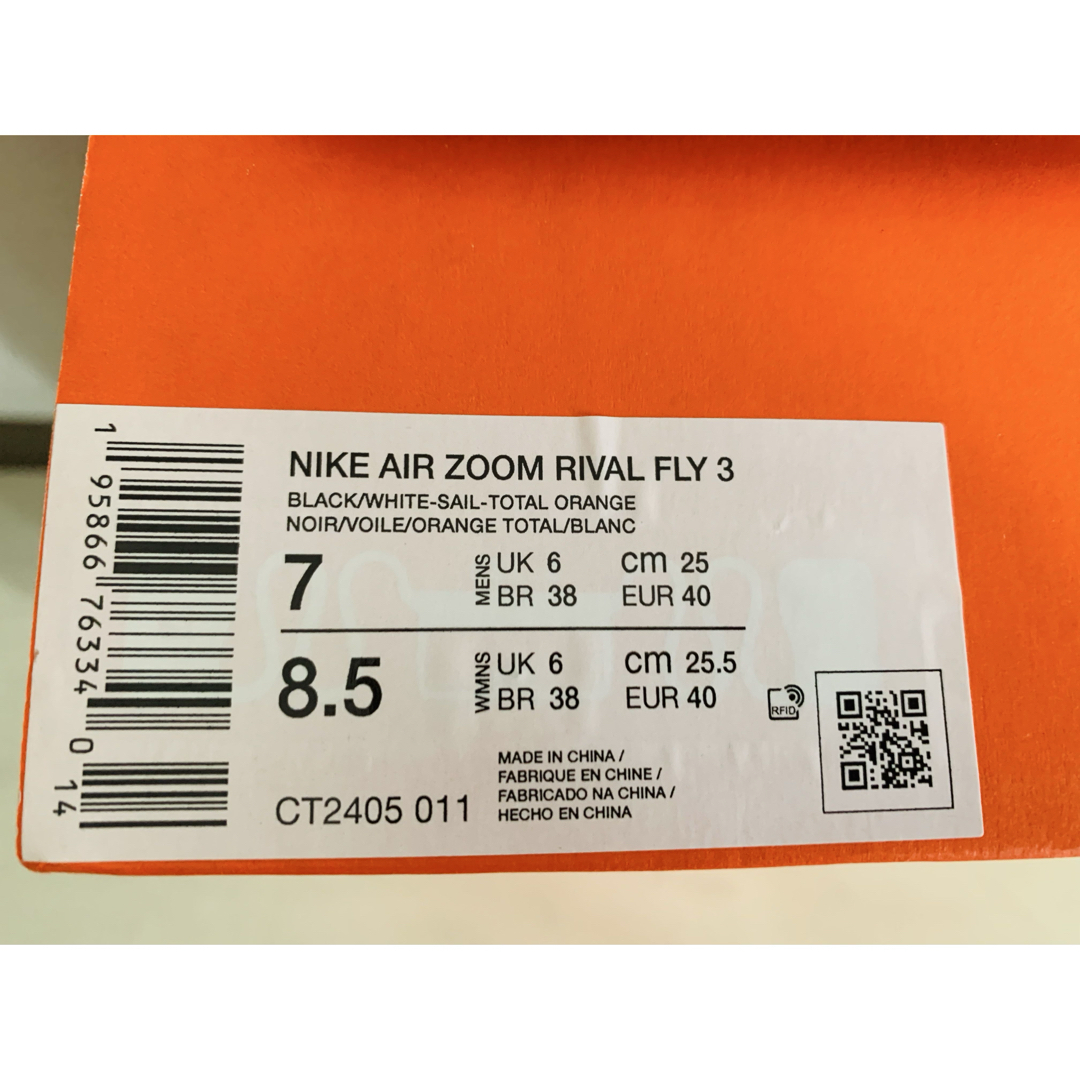 NIKE AIR ZOOM RIVAL FLY 3
BLACK/WHITE-SAIL-TOTAL ORANGE
NOIR/VOILE/ORANGE TOTAL/BLANC
7 MENS UK 6 cm 25
BR 38 EUR 40
8.5 WMNS UK 6 cm 25.5
BR 38 EUR 40
RFID
MADE IN CHINA /
FABRIQUE EN CHINE /
FABRICADO NA CHINA /
HECHO EN CHINA
CT2405 011
1 95866 76334 0 14